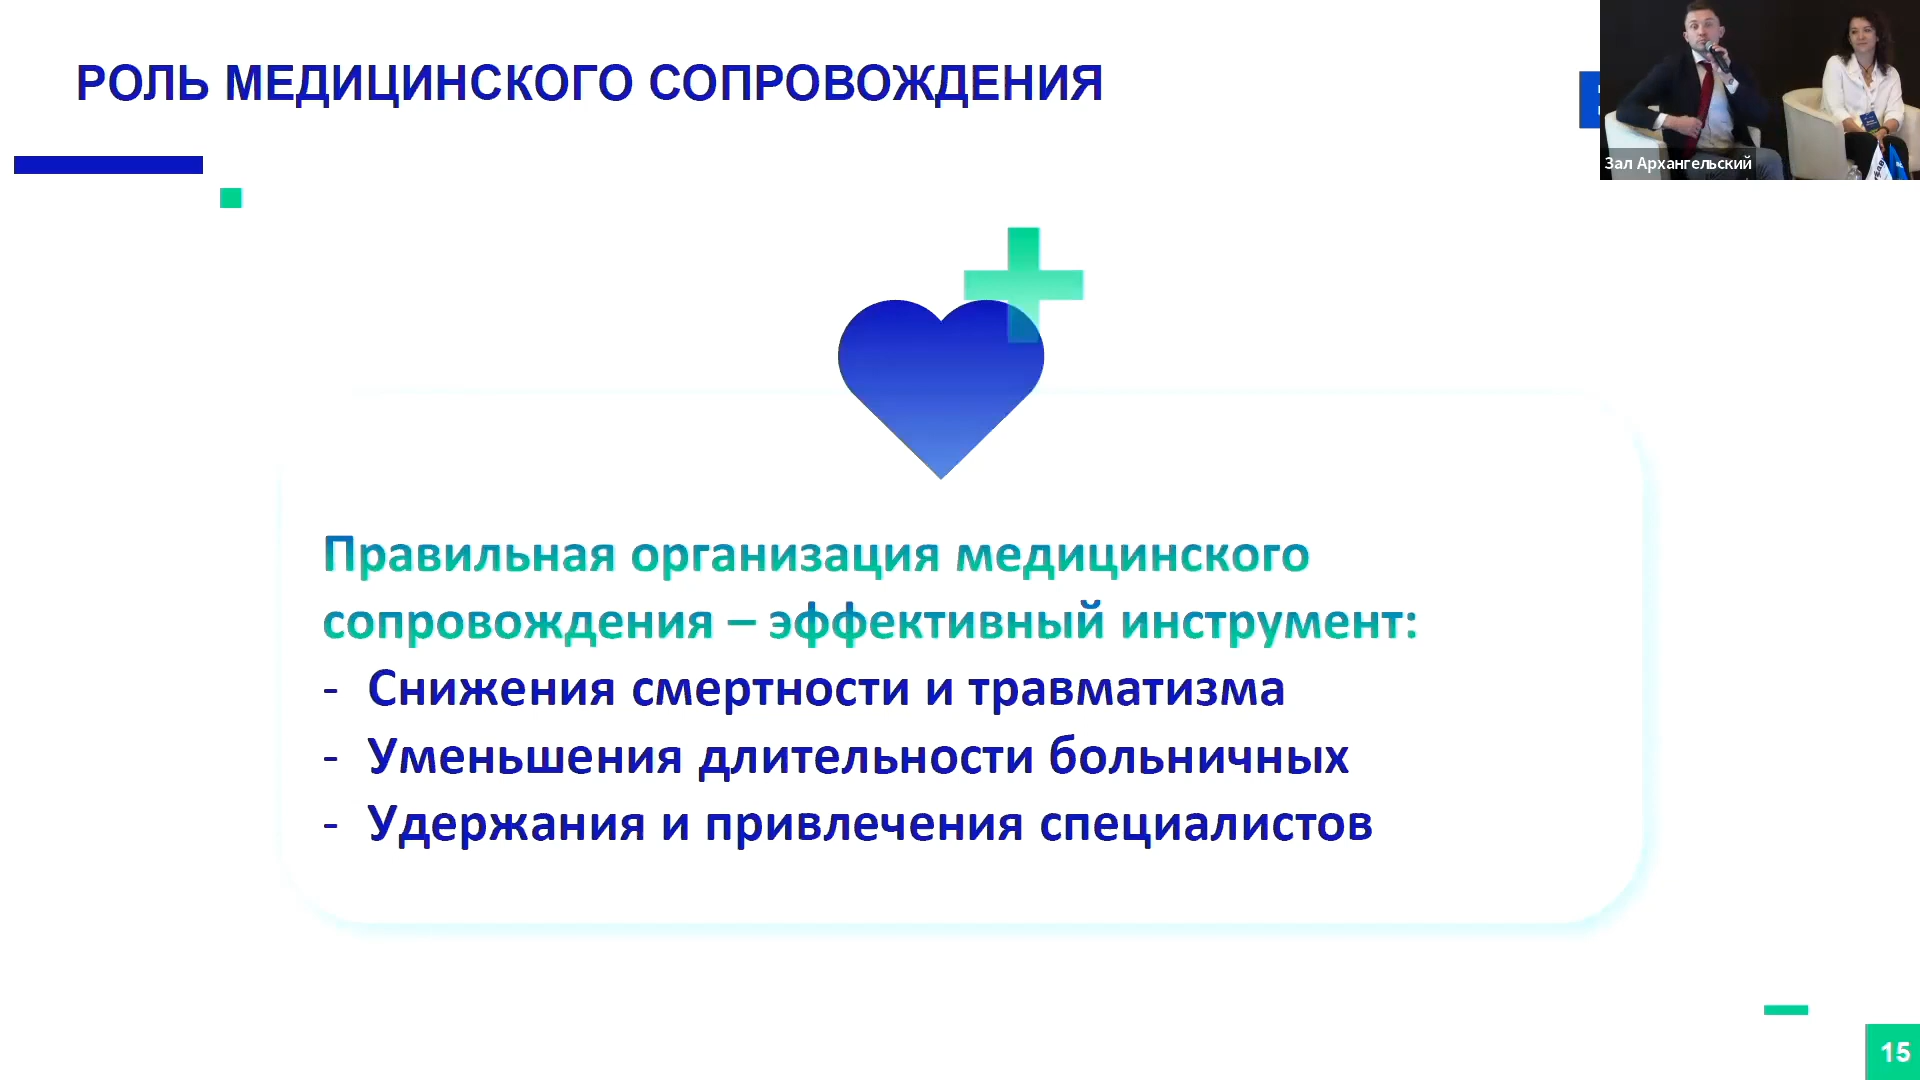 РОЛЬ МЕДИЦИНСКОГО СОПРОВОЖДЕНИЯ
Зал Архангельский
Правильная организация медицинского
сопровождения – эффективный инструмент:
- Снижения смертности и травматизма
- Уменьшения длительности больничных
- Удержания и привлечения специалистов
15